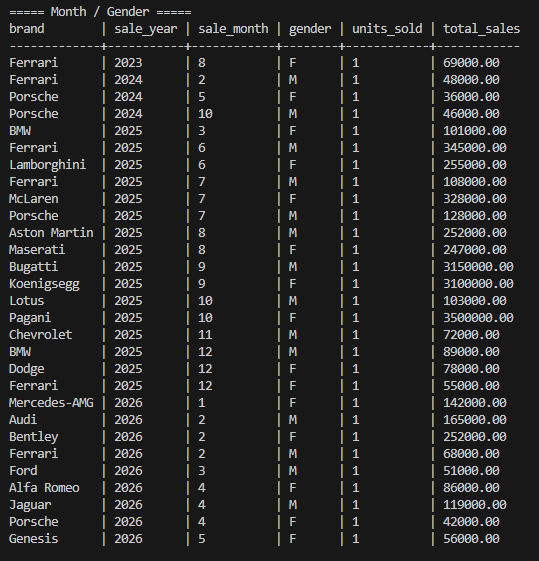 ===== Month / Gender =====
brand        | sale_year | sale_month | gender | units_sold | total_sales
-------------+-----------+------------+--------+------------+------------
Ferrari      | 2023      | 8          | F      | 1          | 69000.00
Ferrari      | 2024      | 2          | M      | 1          | 48000.00
Porsche      | 2024      | 5          | F      | 1          | 36000.00
Porsche      | 2024      | 10         | M      | 1          | 46000.00
BMW          | 2025      | 3          | F      | 1          | 101000.00
Ferrari      | 2025      | 6          | M      | 1          | 345000.00
Lamborghini  | 2025      | 6          | F      | 1          | 255000.00
Ferrari      | 2025      | 7          | M      | 1          | 108000.00
McLaren      | 2025      | 7          | F      | 1          | 328000.00
Porsche      | 2025      | 7          | M      | 1          | 128000.00
Aston Martin | 2025      | 8          | M      | 1          | 252000.00
Maserati     | 2025      | 8          | F      | 1          | 247000.00
Bugatti      | 2025      | 9          | M      | 1          | 3150000.00
Koenigsegg   | 2025      | 9          | F      | 1          | 3100000.00
Lotus        | 2025      | 10         | M      | 1          | 103000.00
Pagani       | 2025      | 10         | F      | 1          | 3500000.00
Chevrolet    | 2025      | 11         | M      | 1          | 72000.00
BMW          | 2025      | 12         | M      | 1          | 89000.00
Dodge        | 2025      | 12         | F      | 1          | 78000.00
Ferrari      | 2025      | 12         | F      | 1          | 55000.00
Mercedes-AMG | 2026      | 1          | F      | 1          | 142000.00
Audi         | 2026      | 2          | M      | 1          | 165000.00
Bentley      | 2026      | 2          | F      | 1          | 252000.00
Ferrari      | 2026      | 2          | M      | 1          | 68000.00
Ford         | 2026      | 3          | M      | 1          | 51000.00
Alfa Romeo   | 2026      | 4          | F      | 1          | 86000.00
Jaguar       | 2026      | 4          | M      | 1          | 119000.00
Porsche      | 2026      | 4          | F      | 1          | 42000.00
Genesis      | 2026      | 5          | F      | 1          | 56000.00